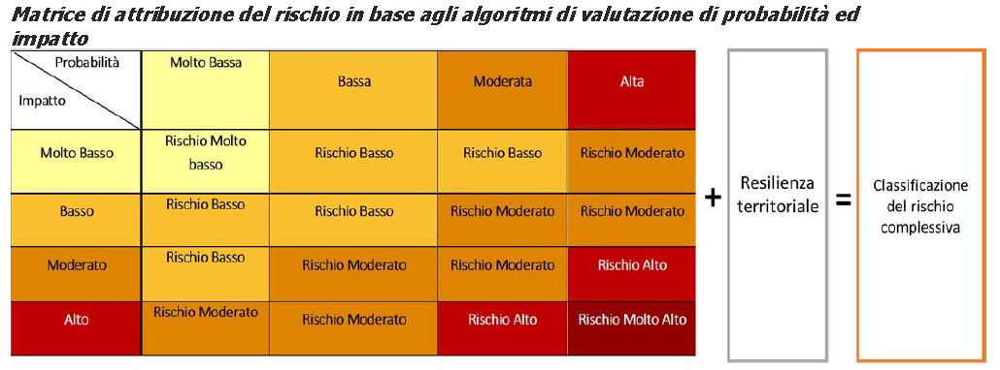 Matrice di attribuzione del rischio in base agli algoritmi di valutazione di probabilità ed
impatto
Probabilità
Impatto
Molto Bassa
Bassa
Moderata
Alta
Molto Basso
Rischio Molto
basso
Rischio Basso
Rischio Basso
Rischio Moderato
Basso
Rischio Basso
Rischio Basso
Rischio Moderato
Rischio Moderato
Moderato
Rischio Basso
Rischio Moderato
Rischio Moderato
Rischio Alto
Alto
Rischio Moderato
Rischio Moderato
Rischio Alto
Rischio Molto Alto
+
Resilienza
territoriale
=
Classificazione
del rischio
complessiva